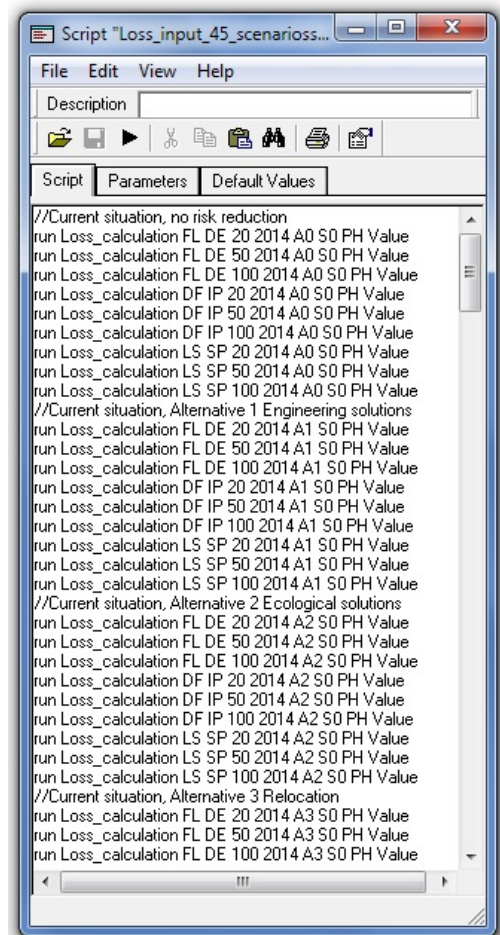 Script "Loss_input_45_scenarioss...
File Edit View Help
Description
Script Parameters Default Values
//Current situation, no risk reduction
run Loss_calculation FL DE 20 2014 A0 S0 PH Value
run Loss_calculation FL DE 50 2014 A0 S0 PH Value
run Loss_calculation FL DE 100 2014 A0 S0 PH Value
run Loss_calculation DF IP 20 2014 A0 S0 PH Value
run Loss_calculation DF IP 50 2014 A0 S0 PH Value
run Loss_calculation DF IP 100 2014 A0 S0 PH Value
run Loss_calculation LS SP 20 2014 A0 S0 PH Value
run Loss_calculation LS SP 50 2014 A0 S0 PH Value
run Loss_calculation LS SP 100 2014 A0 S0 PH Value
//Current situation, Alternative 1 Engineering solutions
run Loss_calculation FL DE 20 2014 A1 S0 PH Value
run Loss_calculation FL DE 50 2014 A1 S0 PH Value
run Loss_calculation FL DE 100 2014 A1 S0 PH Value
run Loss_calculation DF IP 20 2014 A1 S0 PH Value
run Loss_calculation DF IP 50 2014 A1 S0 PH Value
run Loss_calculation DF IP 100 2014 A1 S0 PH Value
run Loss_calculation LS SP 20 2014 A1 S0 PH Value
run Loss_calculation LS SP 50 2014 A1 S0 PH Value
run Loss_calculation LS SP 100 2014 A1 S0 PH Value
//Current situation, Alternative 2 Ecological solutions
run Loss_calculation FL DE 20 2014 A2 S0 PH Value
run Loss_calculation FL DE 50 2014 A2 S0 PH Value
run Loss_calculation FL DE 100 2014 A2 S0 PH Value
run Loss_calculation DF IP 20 2014 A2 S0 PH Value
run Loss_calculation DF IP 50 2014 A2 S0 PH Value
run Loss_calculation DF IP 100 2014 A2 S0 PH Value
run Loss_calculation LS SP 20 2014 A2 S0 PH Value
run Loss_calculation LS SP 50 2014 A2 S0 PH Value
run Loss_calculation LS SP 100 2014 A2 S0 PH Value
//Current situation, Alternative 3 Relocation
run Loss_calculation FL DE 20 2014 A3 S0 PH Value
run Loss_calculation FL DE 50 2014 A3 S0 PH Value
run Loss_calculation FL DE 100 2014 A3 S0 PH Value